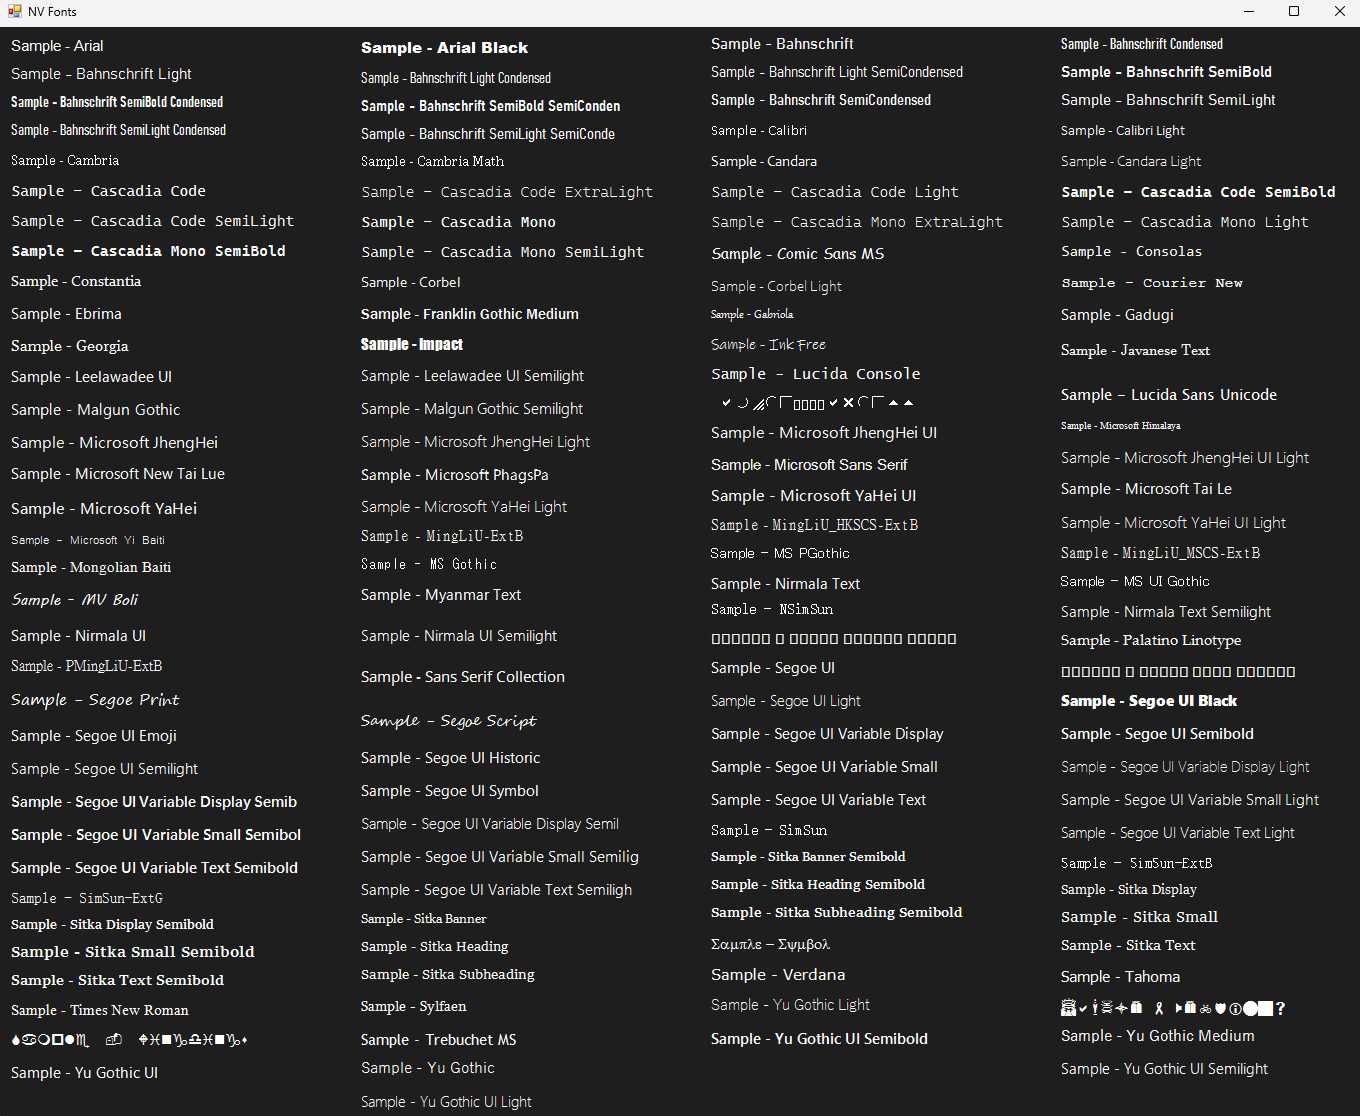 NV Fonts
Sample - Arial
Sample - Bahnschrift Light
Sample - Bahnschrift SemiBold Condensed
Sample - Bahnschrift SemiLight Condensed
Sample - Cambria
Sample - Cascadia Code
Sample - Cascadia Code SemiLight
Sample - Cascadia Mono SemiBold
Sample - Constantia
Sample - Ebrima
Sample - Georgia
Sample - Leelawadee UI
Sample - Malgun Gothic
Sample - Microsoft JhengHei
Sample - Microsoft New Tai Lue
Sample - Microsoft YaHei
Sample - Microsoft Yi Baiti
Sample - Mongolian Baiti
Sample - MV Boli
Sample - Nirmala UI
Sample - PMingLiU-ExtB
Sample - Segoe Print
Sample - Segoe UI Emoji
Sample - Segoe UI Semilight
Sample - Segoe UI Variable Display Semib
Sample - Segoe UI Variable Small Semibol
Sample - Segoe UI Variable Text Semibold
Sample - SimSun-ExtG
Sample - Sitka Display Semibold
Sample - Sitka Small Semibold
Sample - Sitka Text Semibold
Sample - Times New Roman
Sample - Yu Gothic UI
Sample - Arial Black
Sample - Bahnschrift Light Condensed
Sample - Bahnschrift SemiBold SemiConden
Sample - Bahnschrift SemiLight SemiConde
Sample - Cambria Math
Sample - Cascadia Code ExtraLight
Sample - Cascadia Mono
Sample - Cascadia Mono SemiLight
Sample - Corbel
Sample - Franklin Gothic Medium
Sample - Impact
Sample - Leelawadee UI Semilight
Sample - Malgun Gothic Semilight
Sample - Microsoft JhengHei Light
Sample - Microsoft PhagsPa
Sample - Microsoft YaHei Light
Sample - MingLiU-ExtB
Sample - MS Gothic
Sample - Myanmar Text
Sample - Nirmala UI Semilight
Sample - Sans Serif Collection
Sample - Segoe Script
Sample - Segoe UI Historic
Sample - Segoe UI Symbol
Sample - Segoe UI Variable Display Semil
Sample - Segoe UI Variable Small Semilig
Sample - Segoe UI Variable Text Semiligh
Sample - Sitka Banner
Sample - Sitka Heading
Sample - Sitka Subheading
Sample - Sylfaen
Sample - Trebuchet MS
Sample - Yu Gothic
Sample - Yu Gothic UI Light
Sample - Bahnschrift
Sample - Bahnschrift Light SemiCondensed
Sample - Bahnschrift SemiCondensed
Sample - Calibri
Sample - Candara
Sample - Cascadia Code Light
Sample - Cascadia Mono ExtraLight
Sample - Comic Sans MS
Sample - Corbel Light
Sample - Gabriola
Sample - Ink Free
Sample - Lucida Console
Sample - Microsoft JhengHei UI
Sample - Microsoft Sans Serif
Sample - Microsoft YaHei UI
Sample - MingLiU_HKSCS-ExtB
Sample - MS PGothic
Sample - Nirmala Text
Sample - NSimSun
Sample - Segoe UI
Sample - Segoe UI Light
Sample - Segoe UI Variable Display
Sample - Segoe UI Variable Small
Sample - Segoe UI Variable Text
Sample - SimSun
Sample - Sitka Banner Semibold
Sample - Sitka Heading Semibold
Sample - Sitka Subheading Semibold
Σαμπλε – Σψμβολ
Sample - Verdana
Sample - Yu Gothic Light
Sample - Yu Gothic UI Semibold
Sample - Bahnschrift Condensed
Sample - Bahnschrift SemiBold
Sample - Bahnschrift SemiLight
Sample - Calibri Light
Sample - Candara Light
Sample - Cascadia Code SemiBold
Sample - Cascadia Mono Light
Sample - Consolas
Sample - Courier New
Sample - Gadugi
Sample - Javanese Text
Sample - Lucida Sans Unicode
Sample - Microsoft Himalaya
Sample - Microsoft JhengHei UI Light
Sample - Microsoft Tai Le
Sample - Microsoft YaHei UI Light
Sample - MingLiU_MSCS-ExtB
Sample - MS UI Gothic
Sample - Nirmala Text Semilight
Sample - Palatino Linotype
Sample - Segoe UI Black
Sample - Segoe UI Semibold
Sample - Segoe UI Variable Display Light
Sample - Segoe UI Variable Small Light
Sample - Segoe UI Variable Text Light
Sample - SimSun-ExtB
Sample - Sitka Display
Sample - Sitka Small
Sample - Sitka Text
Sample - Tahoma
Sample - Yu Gothic Medium
Sample - Yu Gothic UI Semilight